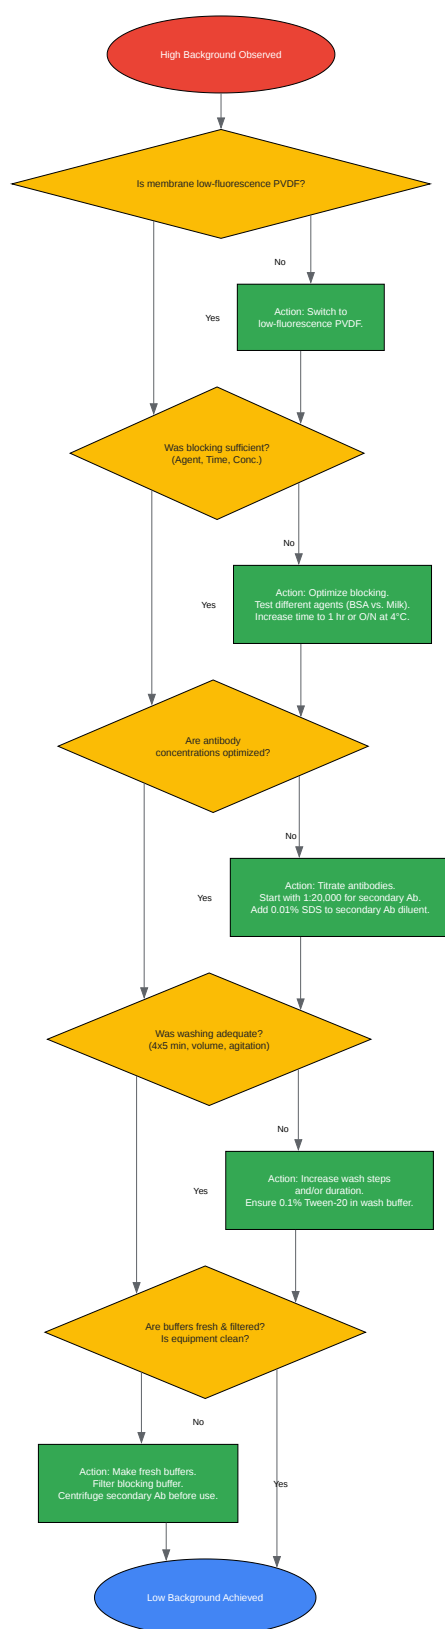 High Background Observed
Is membrane low-fluorescence PVDF?
No
Action: Switch to
low-fluorescence PVDF.
Yes
Was blocking sufficient?
(Agent, Time, Conc.)
No
Action: Optimize blocking.
Test different agents (BSA vs. Milk).
Increase time to 1 hr or O/N at 4°C.
Yes
Are antibody
concentrations optimized?
No
Action: Titrate antibodies.
Start with 1:20,000 for secondary Ab.
Add 0.01% SDS to secondary Ab diluent.
Yes
Was washing adequate?
(4x5 min, volume, agitation)
No
Action: Increase wash steps
and/or duration.
Ensure 0.1% Tween-20 in wash buffer.
Yes
Are buffers fresh & filtered?
Is equipment clean?
No
Action: Make fresh buffers.
Filter blocking buffer.
Centrifuge secondary Ab before use.
Yes
Low Background Achieved